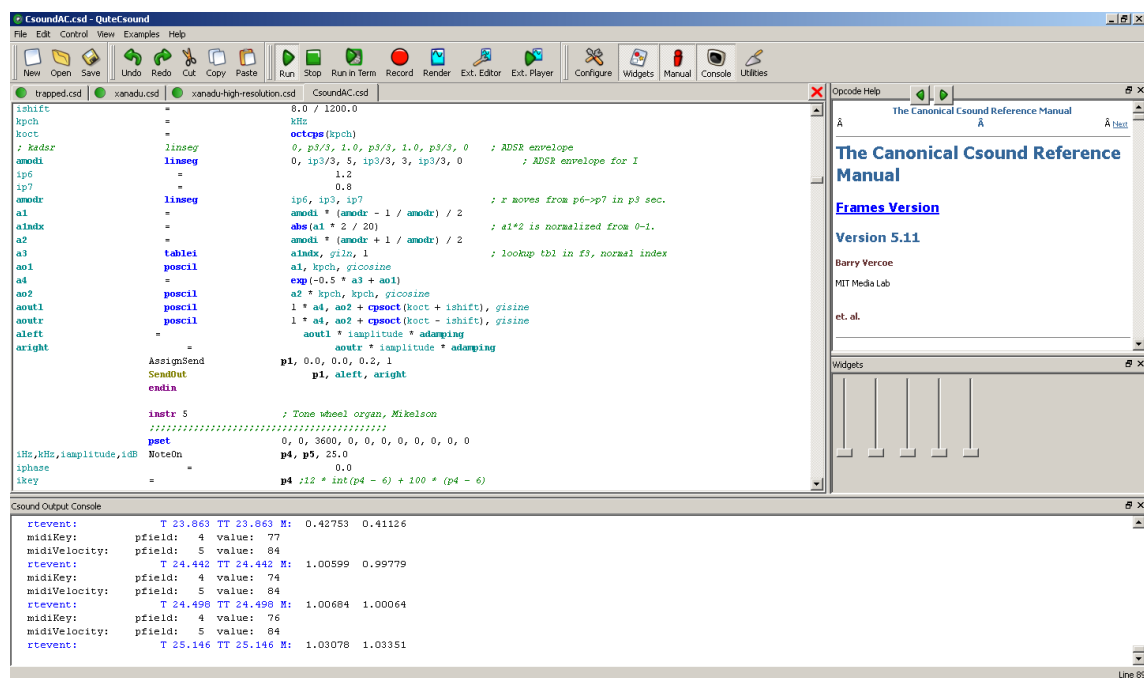 CsoundAC.csd - QuteCsound
File Edit Control View Examples Help
New Open Save Undo Redo Cut Copy Paste Run Stop Run in Term Record Render Ext. Editor Ext. Player Configure Widgets Manual Console Utilities
trapped.csd xanadu.csd xanadu-high-resolution.csd CsoundAC.csd
ishift = 8.0 / 1200.0
kpch = kHz
koct = octcps(kpch)
; kadsr linseg 0, p3/3, 1.0, p3/3, 1.0, p3/3, 0 ; ADSR envelope
amodi linseg 0, ip3/3, 5, ip3/3, 3, ip3/3, 0 ; ADSR envelope for I
ip6 = 1.2
ip7 = 0.8
amodr linseg ip6, ip3, ip7 ; r moves from p6->p7 in p3 sec.
a1 = amodi * (amodr - 1 / amodr) / 2
a1ndx = abs(a1 * 2 / 20) ; a1*2 is normalized from 0-1.
a2 = amodi * (amodr + 1 / amodr) / 2
a3 tablei a1ndx, giln, 1 ; lookup tbl in f3, normal index
ao1 poscil a1, kpch, gicosine
a4 = exp(-0.5 * a3 + ao1)
ao2 poscil a2 * kpch, kpch, gicosine
aoutl poscil 1 * a4, ao2 + cpsoct(koct + ishift), gisine
aoutr poscil 1 * a4, ao2 + cpsoct(koct - ishift), gisine
aleft = aoutl * iamplitude * adamping
aright = aoutr * iamplitude * adamping
AssignSend p1, 0.0, 0.0, 0.2, 1
SendOut p1, aleft, aright
endin
instr 5 ; Tone wheel organ, Mikelson
;;;;;;;;;;;;;;;;;;;;;;;;;;;;;;;;;;;;;;;;;;;
pset 0, 0, 3600, 0, 0, 0, 0, 0, 0, 0, 0
iHz,kHz,iamplitude,idB NoteOn p4, p5, 25.0
iphase = 0.0
ikey = p4 ;12 * int(p4 - 6) + 100 * (p4 - 6)
Opcode Help
The Canonical Csound Reference Manual
Â Â Â Next
The Canonical Csound Reference
Manual
Frames Version
Version 5.11
Barry Vercoe
MIT Media Lab
et. al.
Widgets
Csound Output Console
rtevent: T 23.863 TT 23.863 M: 0.42753 0.41126
midiKey: pfield: 4 value: 77
midiVelocity: pfield: 5 value: 84
rtevent: T 24.442 TT 24.442 M: 1.00599 0.99779
midiKey: pfield: 4 value: 74
midiVelocity: pfield: 5 value: 84
rtevent: T 24.498 TT 24.498 M: 1.00684 1.00064
midiKey: pfield: 4 value: 76
midiVelocity: pfield: 5 value: 84
rtevent: T 25.146 TT 25.146 M: 1.03078 1.03351
Line